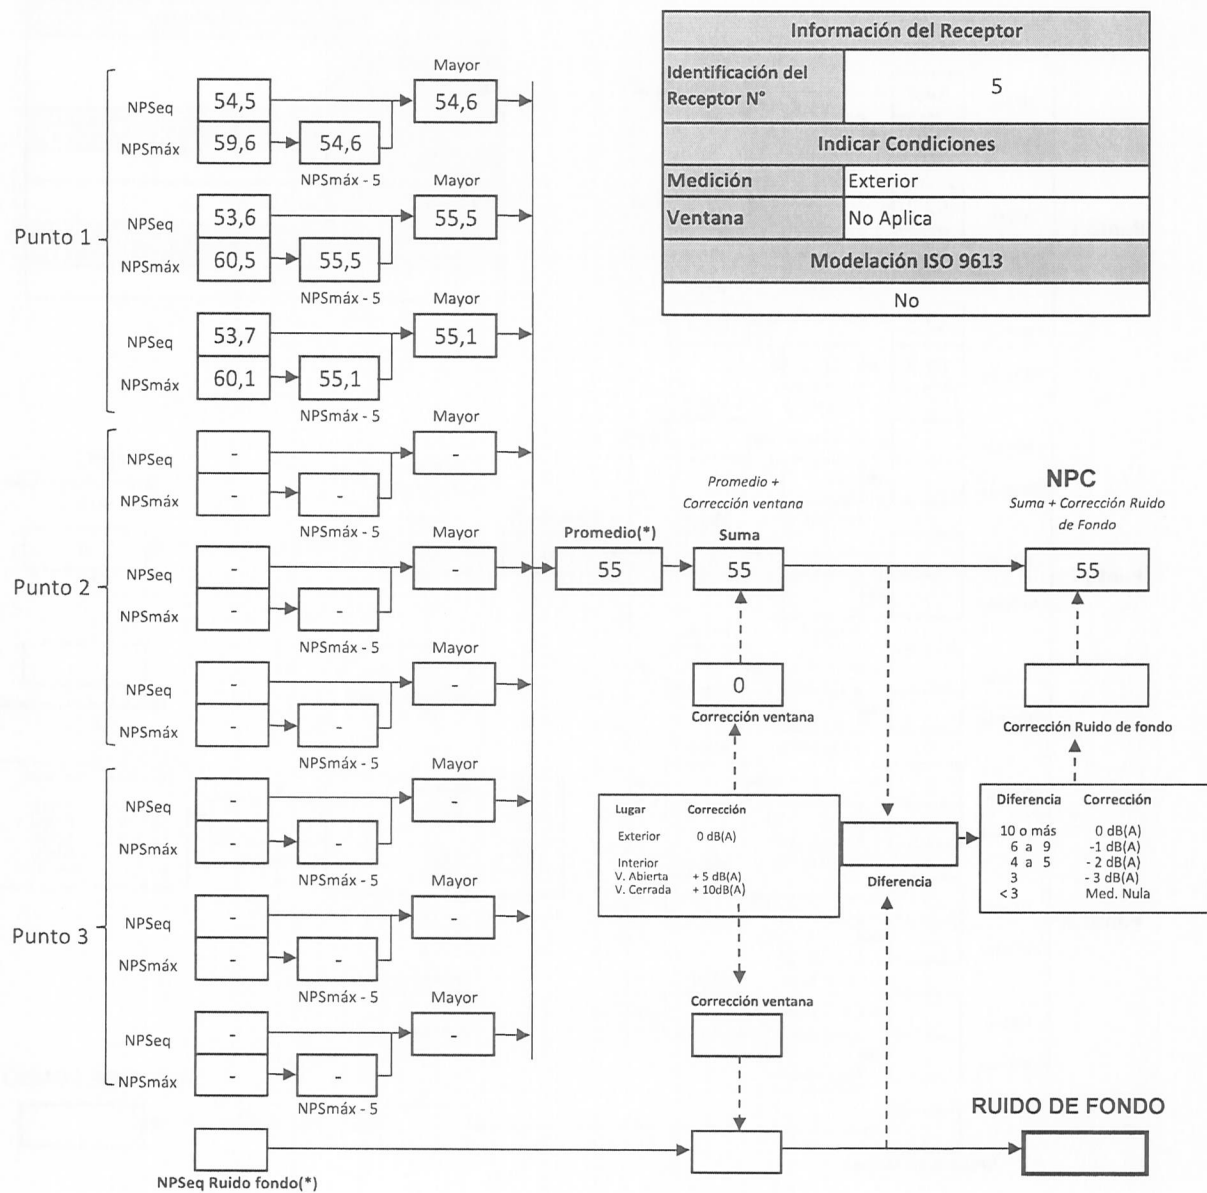 Información del Receptor
Identificación del Receptor N°
5
Indicar Condiciones
Medición Exterior
Ventana No Aplica
Modelación ISO 9613
No
Punto 1
Mayor
NPSeq 54,5 54,6
NPSmáx 59,6 54,6
NPSmáx - 5
Mayor
NPSeq 53,6 55,5
NPSmáx 60,5 55,5
NPSmáx - 5
Mayor
NPSeq 53,7 55,1
NPSmáx 60,1 55,1
NPSmáx - 5
Punto 2
Mayor
NPSeq - -
NPSmáx - -
NPSmáx - 5
Mayor
NPSeq - -
NPSmáx - -
NPSmáx - 5
Mayor
NPSeq - -
NPSmáx - -
NPSmáx - 5
Punto 3
Mayor
NPSeq - -
NPSmáx - -
NPSmáx - 5
Mayor
NPSeq - -
NPSmáx - -
NPSmáx - 5
Mayor
NPSeq - -
NPSmáx - -
NPSmáx - 5
NPSeq Ruido fondo(*)
Promedio(*)
55
Promedio +
Corrección ventana
Suma
55
0
Corrección ventana
NPC
Suma + Corrección Ruido
de Fondo
55
Corrección Ruido de fondo
Lugar Corrección
Exterior 0 dB(A)
Interior
V. Abierta + 5 dB(A)
V. Cerrada + 10dB(A)
Diferencia
Diferencia Corrección
10 o más 0 dB(A)
6 a 9 -1 dB(A)
4 a 5 - 2 dB(A)
3 - 3 dB(A)
< 3 Med. Nula
Corrección ventana
RUIDO DE FONDO